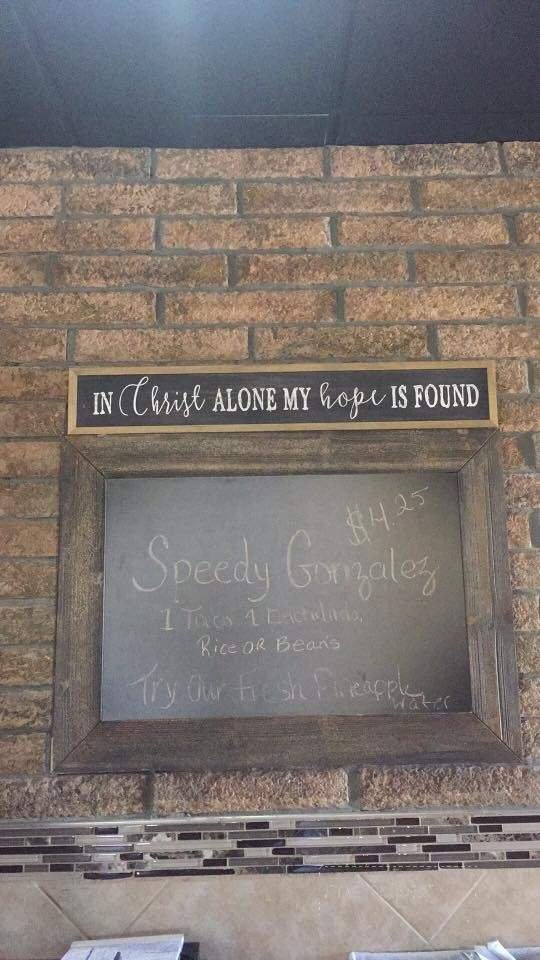 IN Christ ALONE MY hope IS FOUND
$4.25
Speedy Gonzalez
1 Taco 1 Enchilada,
Rice OR Bean's
Try Our fresh Pineapple
water